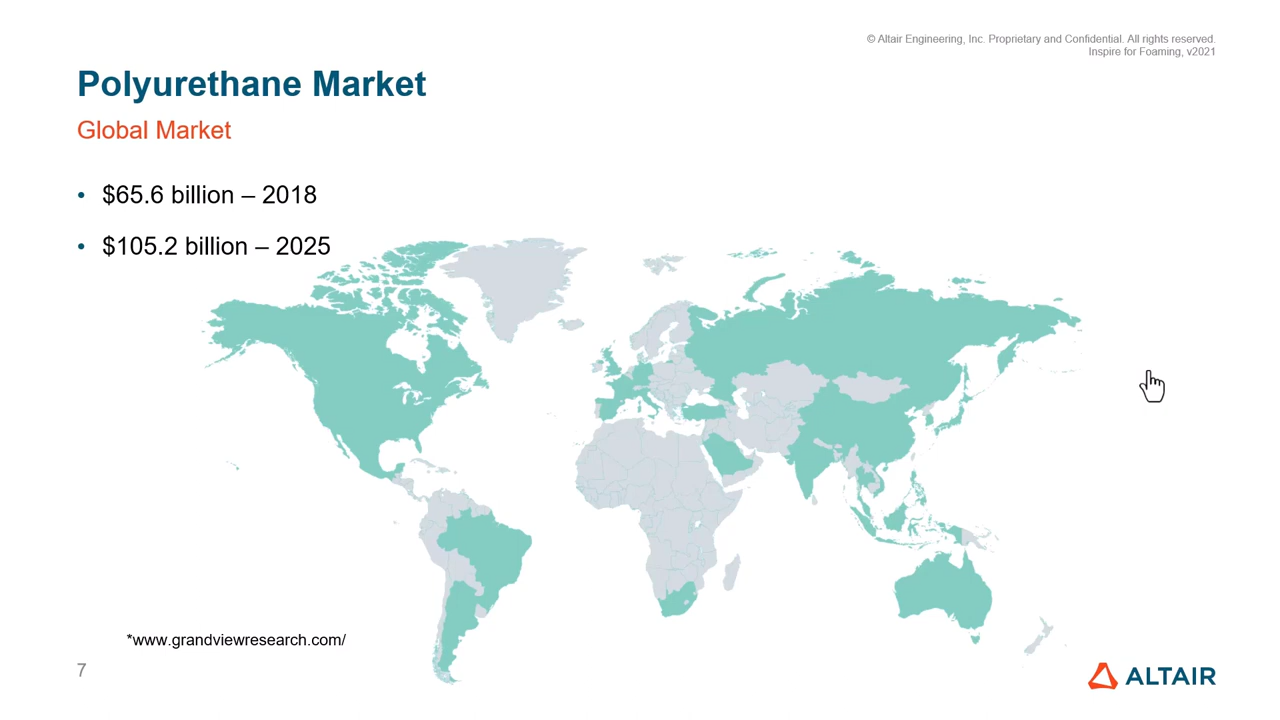 © Altair Engineering, Inc. Proprietary and Confidential. All rights reserved.
Inspire for Foaming, v2021
Polyurethane Market
Global Market
• $65.6 billion – 2018
• $105.2 billion – 2025
*www.grandviewresearch.com/
7
ALTAIR